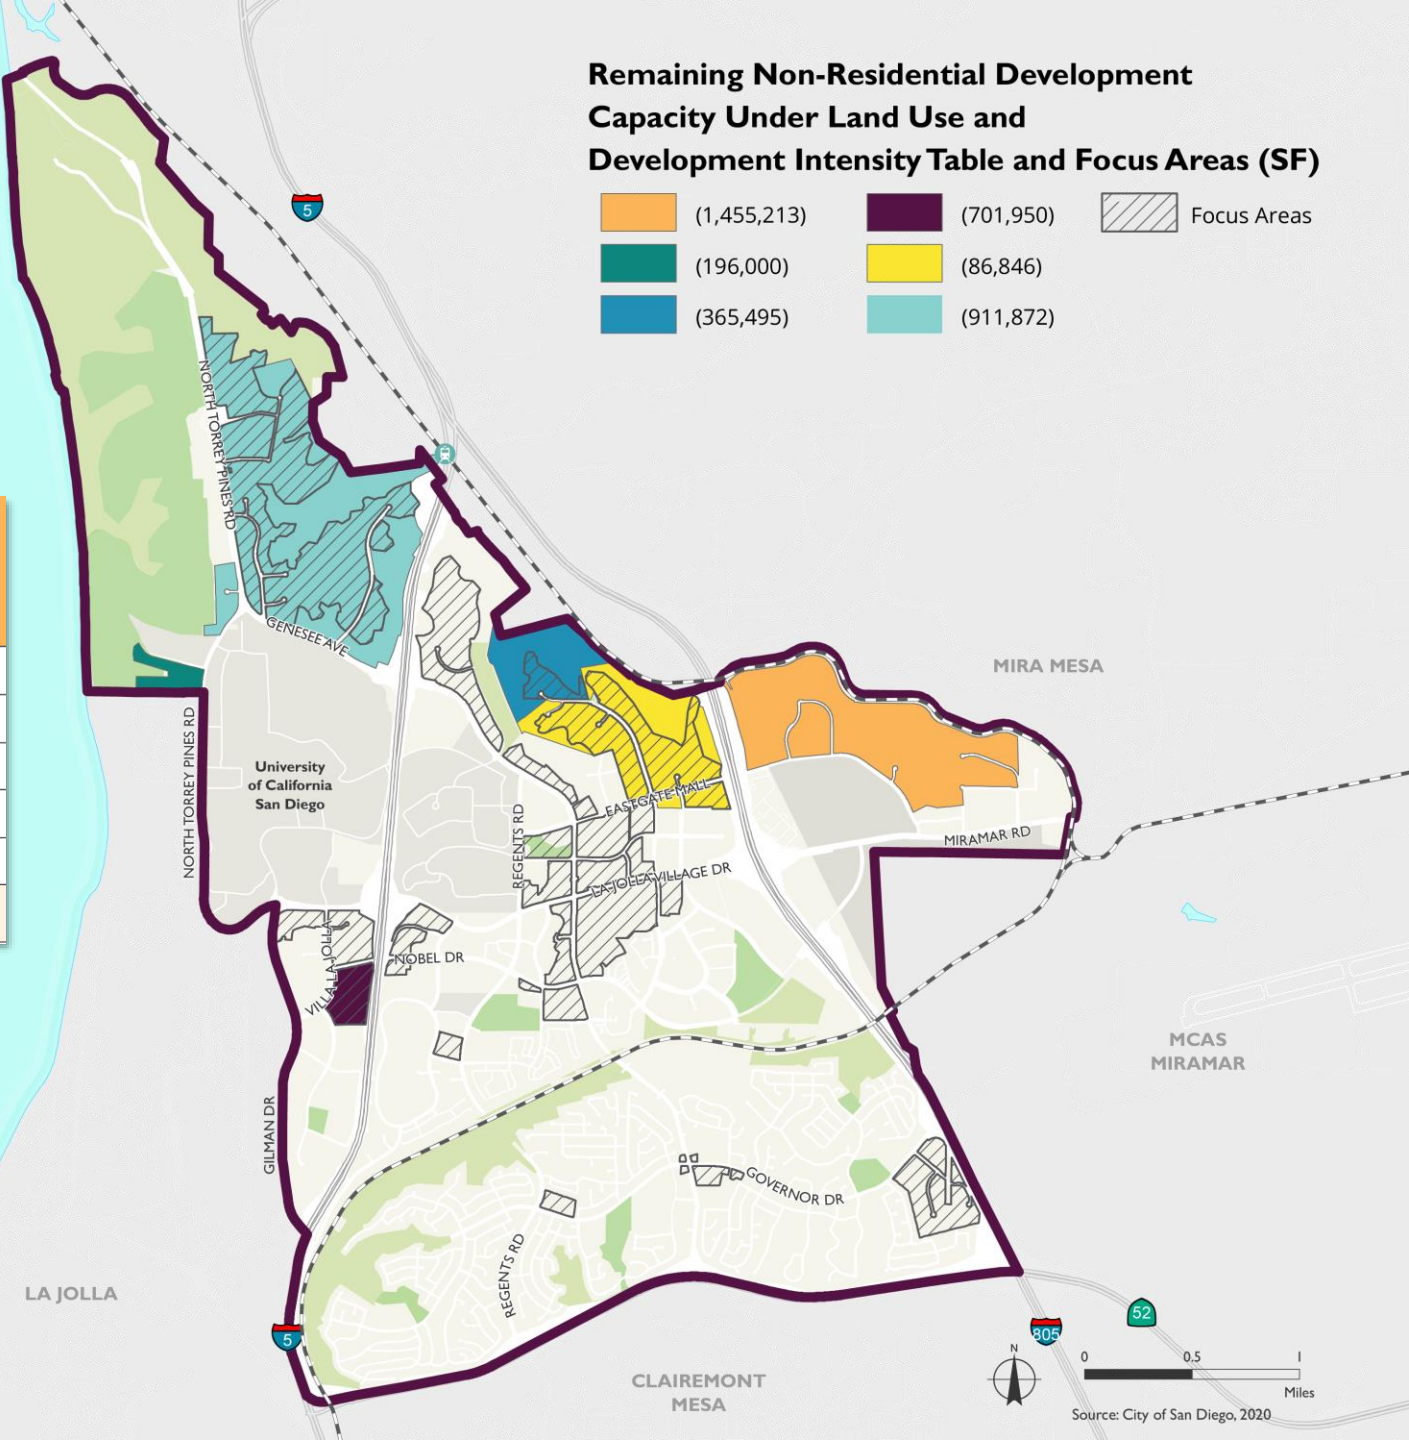 Remaining Non-Residential Development
Capacity Under Land Use and
Development Intensity Table and Focus Areas (SF)
(1,455,213)
(701,950)
Focus Areas
(196,000)
(86,846)
(365,495)
(911,872)
5
NORTH TORREY PINES RD
GENESEE AVE
MIRA MESA
NORTH TORREY PINES RD
University
of California
San Diego
REGENTS RD
EASTGATE MALL
MIRAMAR RD
LA JOLLA VILLAGE DR
VILLA LA JOLLA
NOBEL DR
MCAS
MIRAMAR
GILMAN DR
GOVERNOR DR
REGENTS RD
LA JOLLA
5
52
805
CLAIREMONT
MESA
N
0
0.5
1
Miles
Source: City of San Diego, 2020